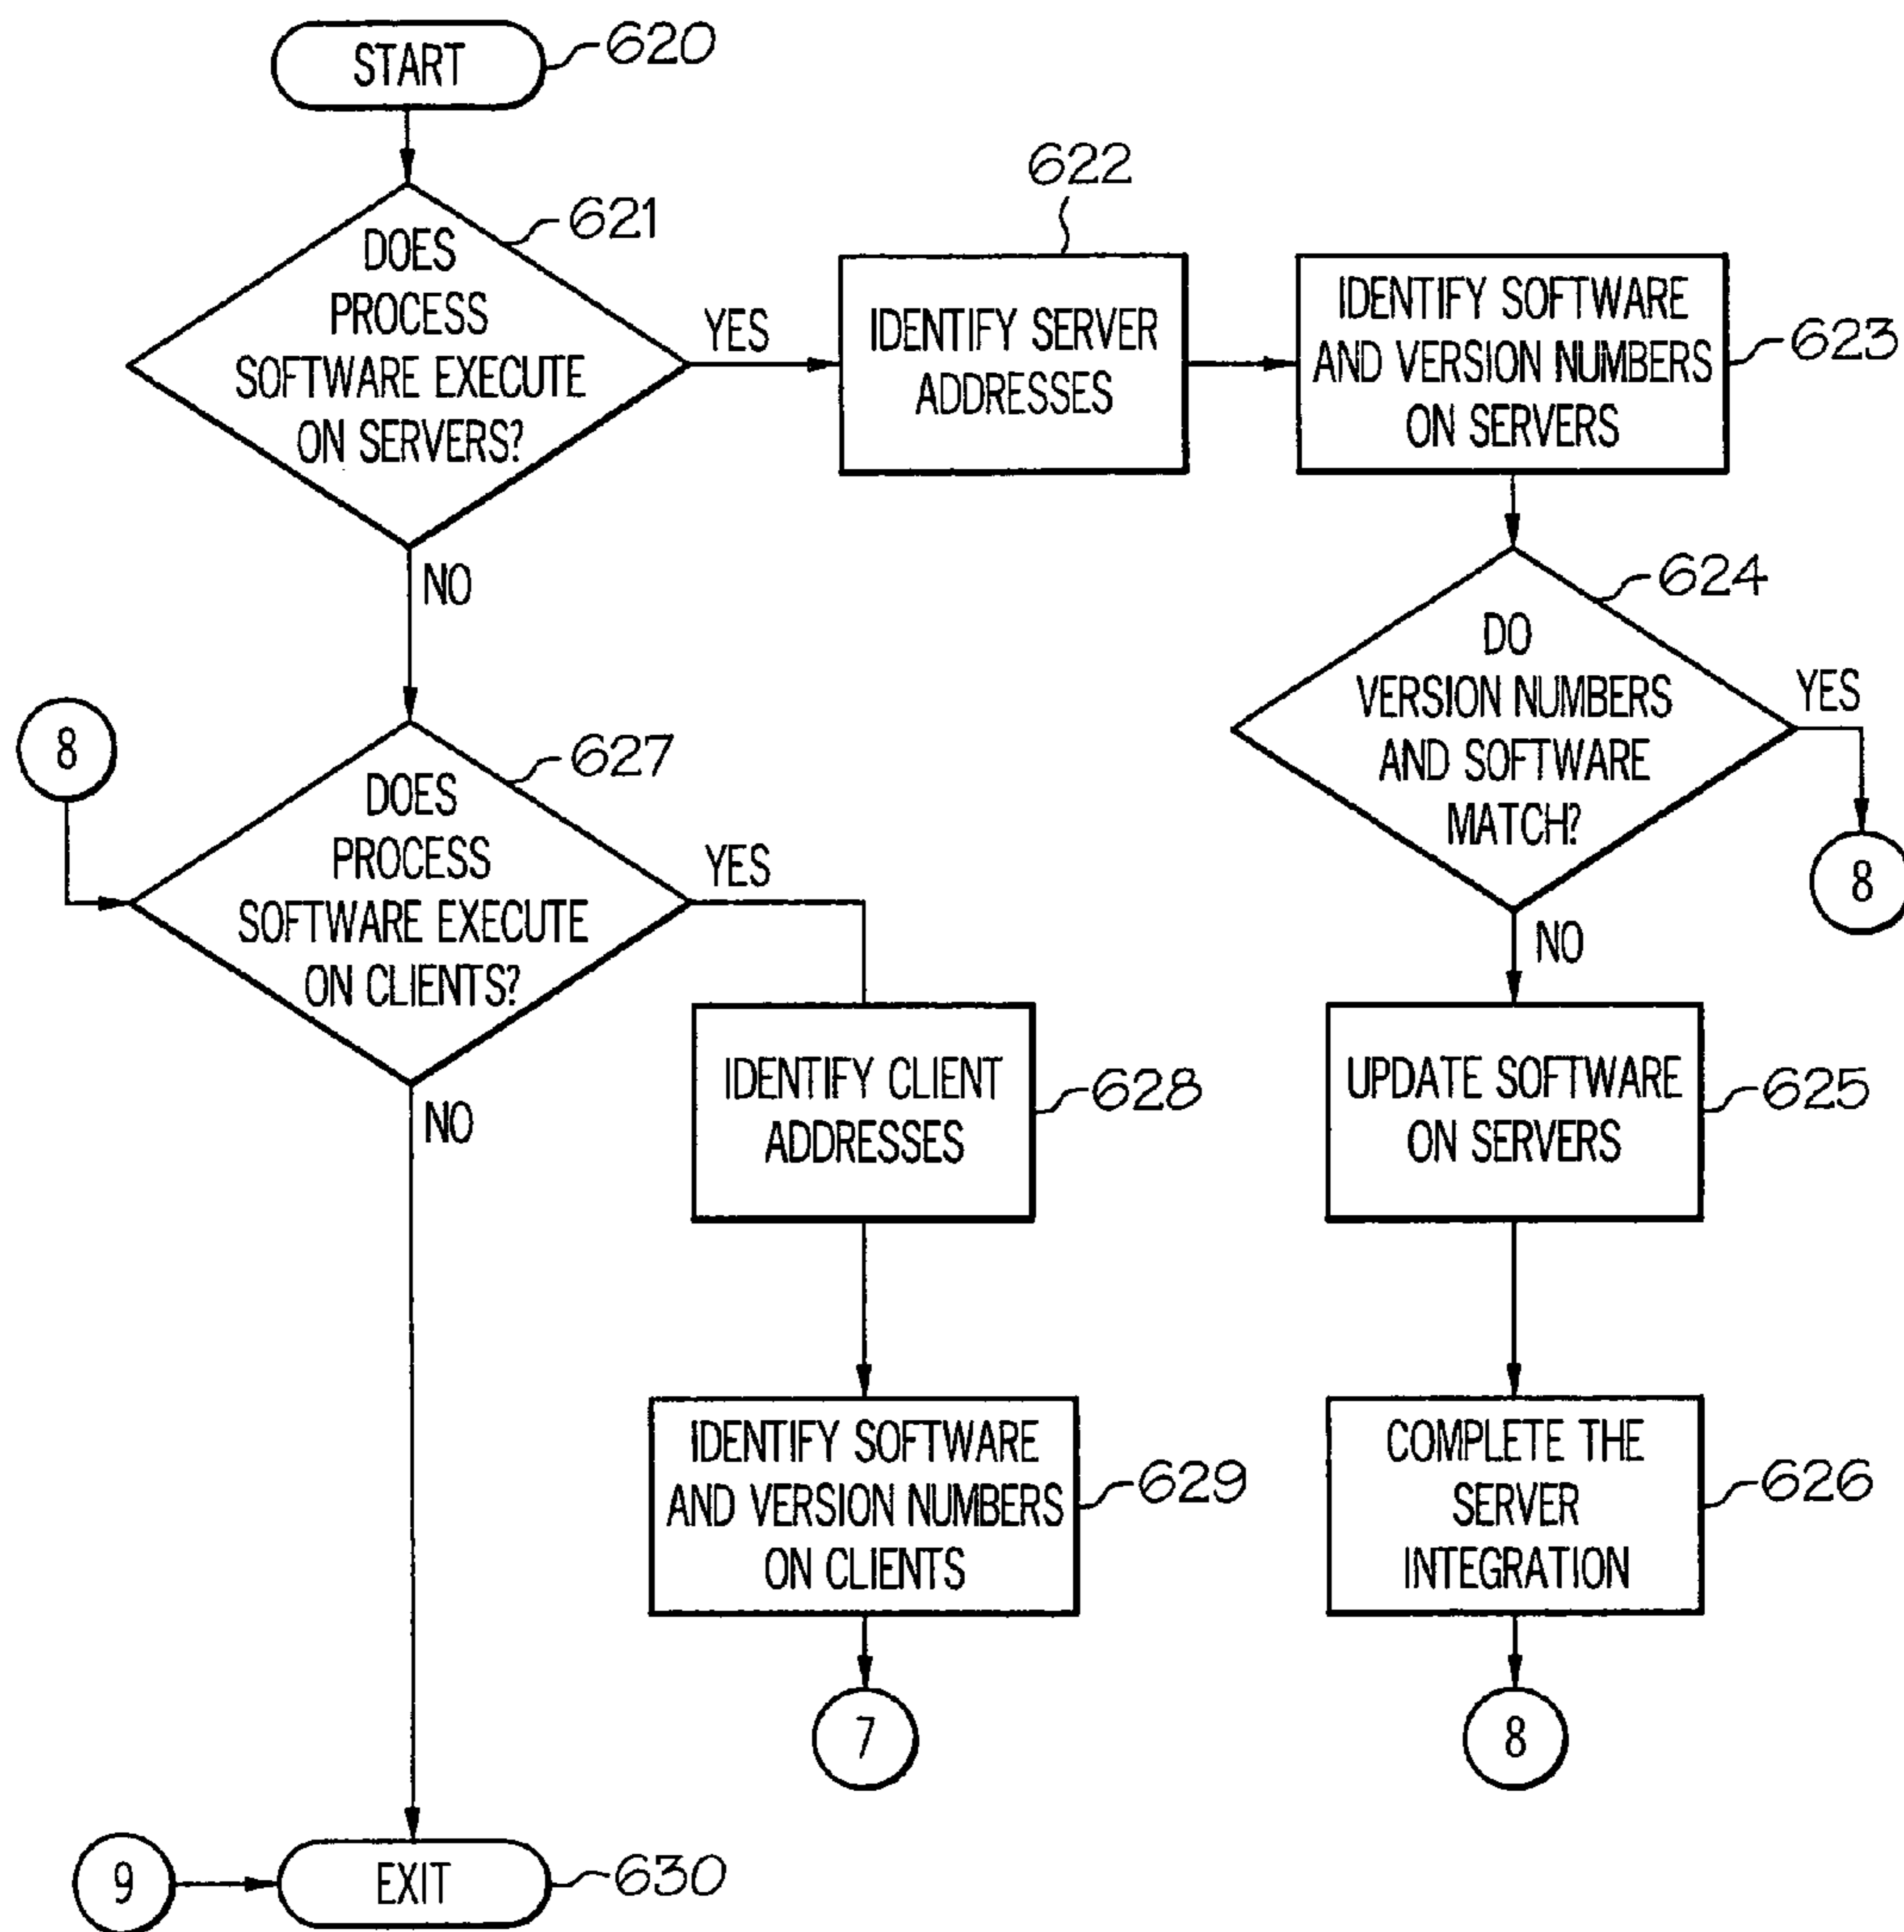 START
620
DOES
PROCESS
SOFTWARE EXECUTE
ON SERVERS?
621
YES
NO
622
IDENTIFY SERVER
ADDRESSES
IDENTIFY SOFTWARE
AND VERSION NUMBERS
ON SERVERS
623
DO
VERSION NUMBERS
AND SOFTWARE
MATCH?
624
YES
8
NO
8
DOES
PROCESS
SOFTWARE EXECUTE
ON CLIENTS?
627
YES
NO
IDENTIFY CLIENT
ADDRESSES
628
UPDATE SOFTWARE
ON SERVERS
625
IDENTIFY SOFTWARE
AND VERSION NUMBERS
ON CLIENTS
629
COMPLETE THE
SERVER
INTEGRATION
626
7
8
9
EXIT
630